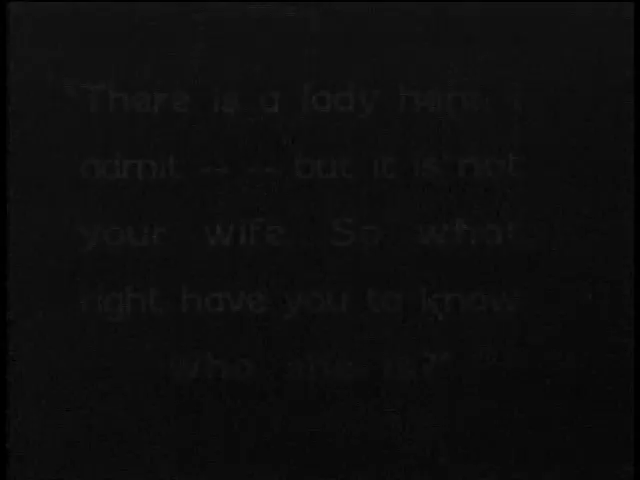 "There is a lady here I
admit -- -- but it is not
your wife. So what
right have you to know
who she is?"